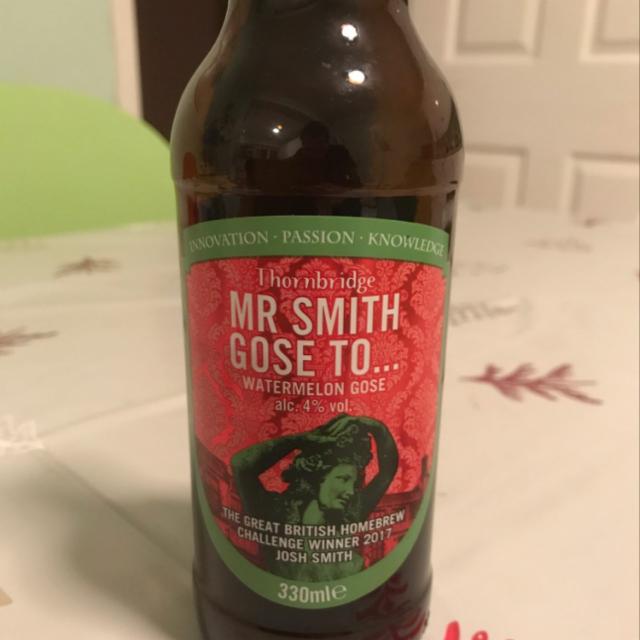 INNOVATION · PASSION · KNOWLEDGE
Thornbridge
MR SMITH
GOSE TO...
WATERMELON GOSE
alc. 4% vol.
THE GREAT BRITISH HOMEBREW
CHALLENGE WINNER 2017
JOSH SMITH
330ml℮